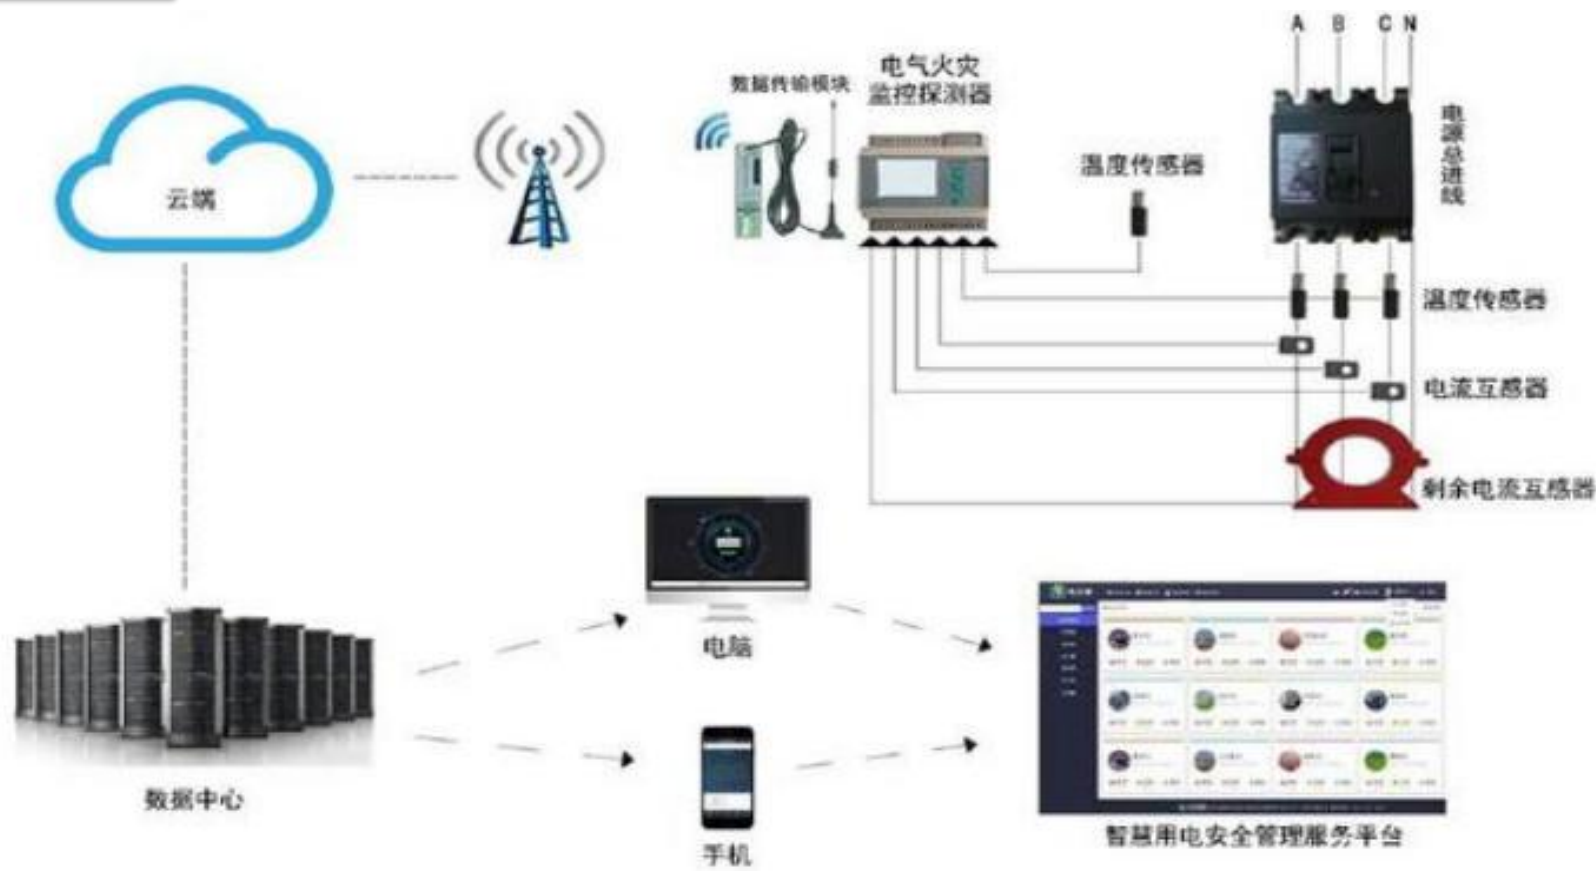 A B C N
电气火灾
监控探测器
数据传输模块
温度传感器
电源总进线
云端
温度传感器
电流互感器
剩余电流互感器
电脑
数据中心
手机
智慧用电安全管理服务平台